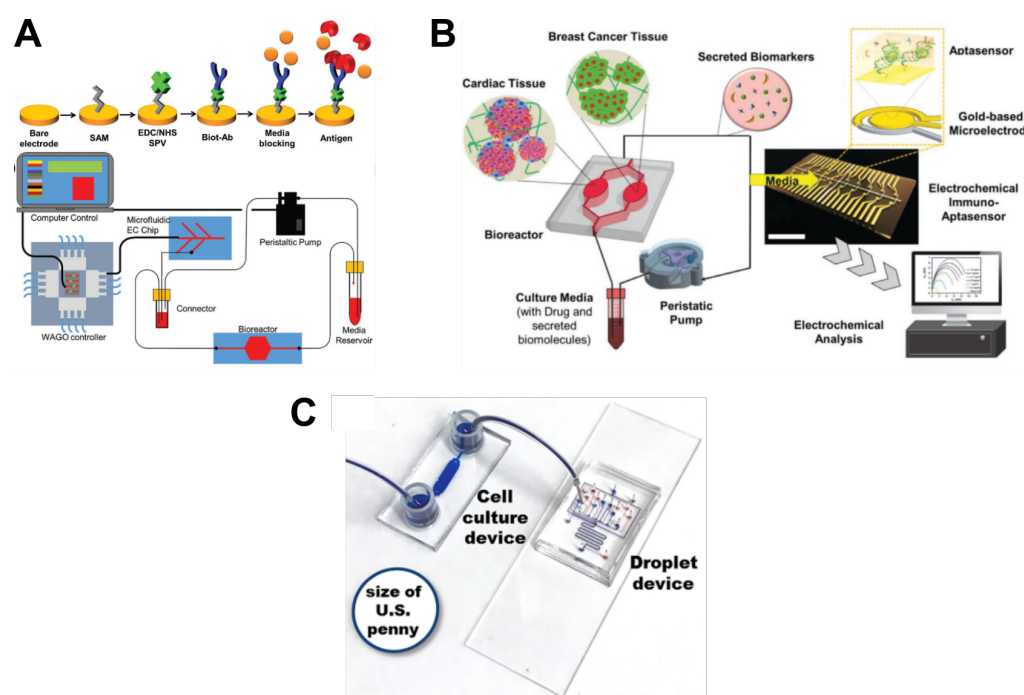 A
Bare
electrode
SAM
EDC/NHS
SPV
Biot-Ab
Media
blocking
Antigen
Computer Control
Microfluidic
EC Chip
Peristaltic Pump
Connector
WAGO controller
Bioreactor
Media
Reservoir
B
Breast Cancer Tissue
Cardiac Tissue
Secreted Biomarkers
Aptasensor
Gold-based
Microelectrod
Media
Electrochemical
Immuno-
Aptasensor
Bioreactor
Culture Media
(with Drug and
secreted
biomolecules)
Peristatic
Pump
Electrochemical
Analysis
C
Cell
culture
device
Droplet
device
size of
U.S.
penny